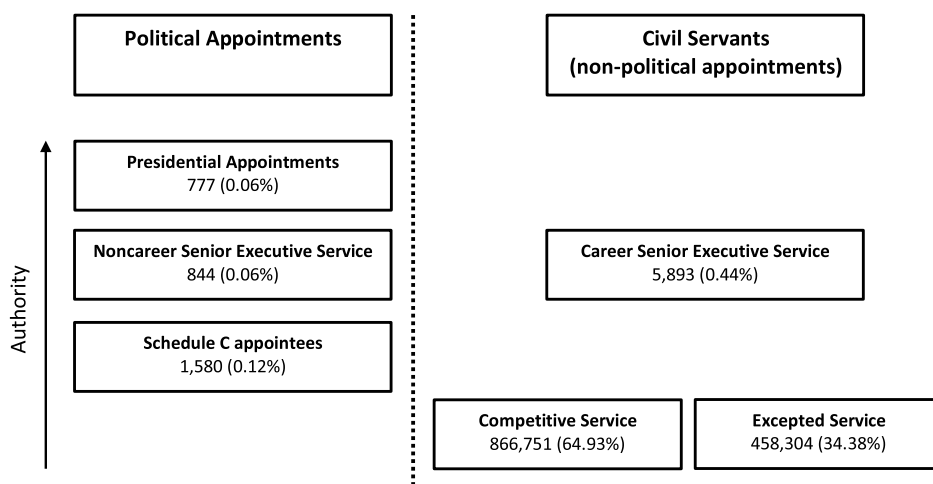 Political Appointments
Civil Servants
(non-political appointments)
Authority
Presidential Appointments
777 (0.06%)
Noncareer Senior Executive Service
844 (0.06%)
Career Senior Executive Service
5,893 (0.44%)
Schedule C appointees
1,580 (0.12%)
Competitive Service
866,751 (64.93%)
Excepted Service
458,304 (34.38%)